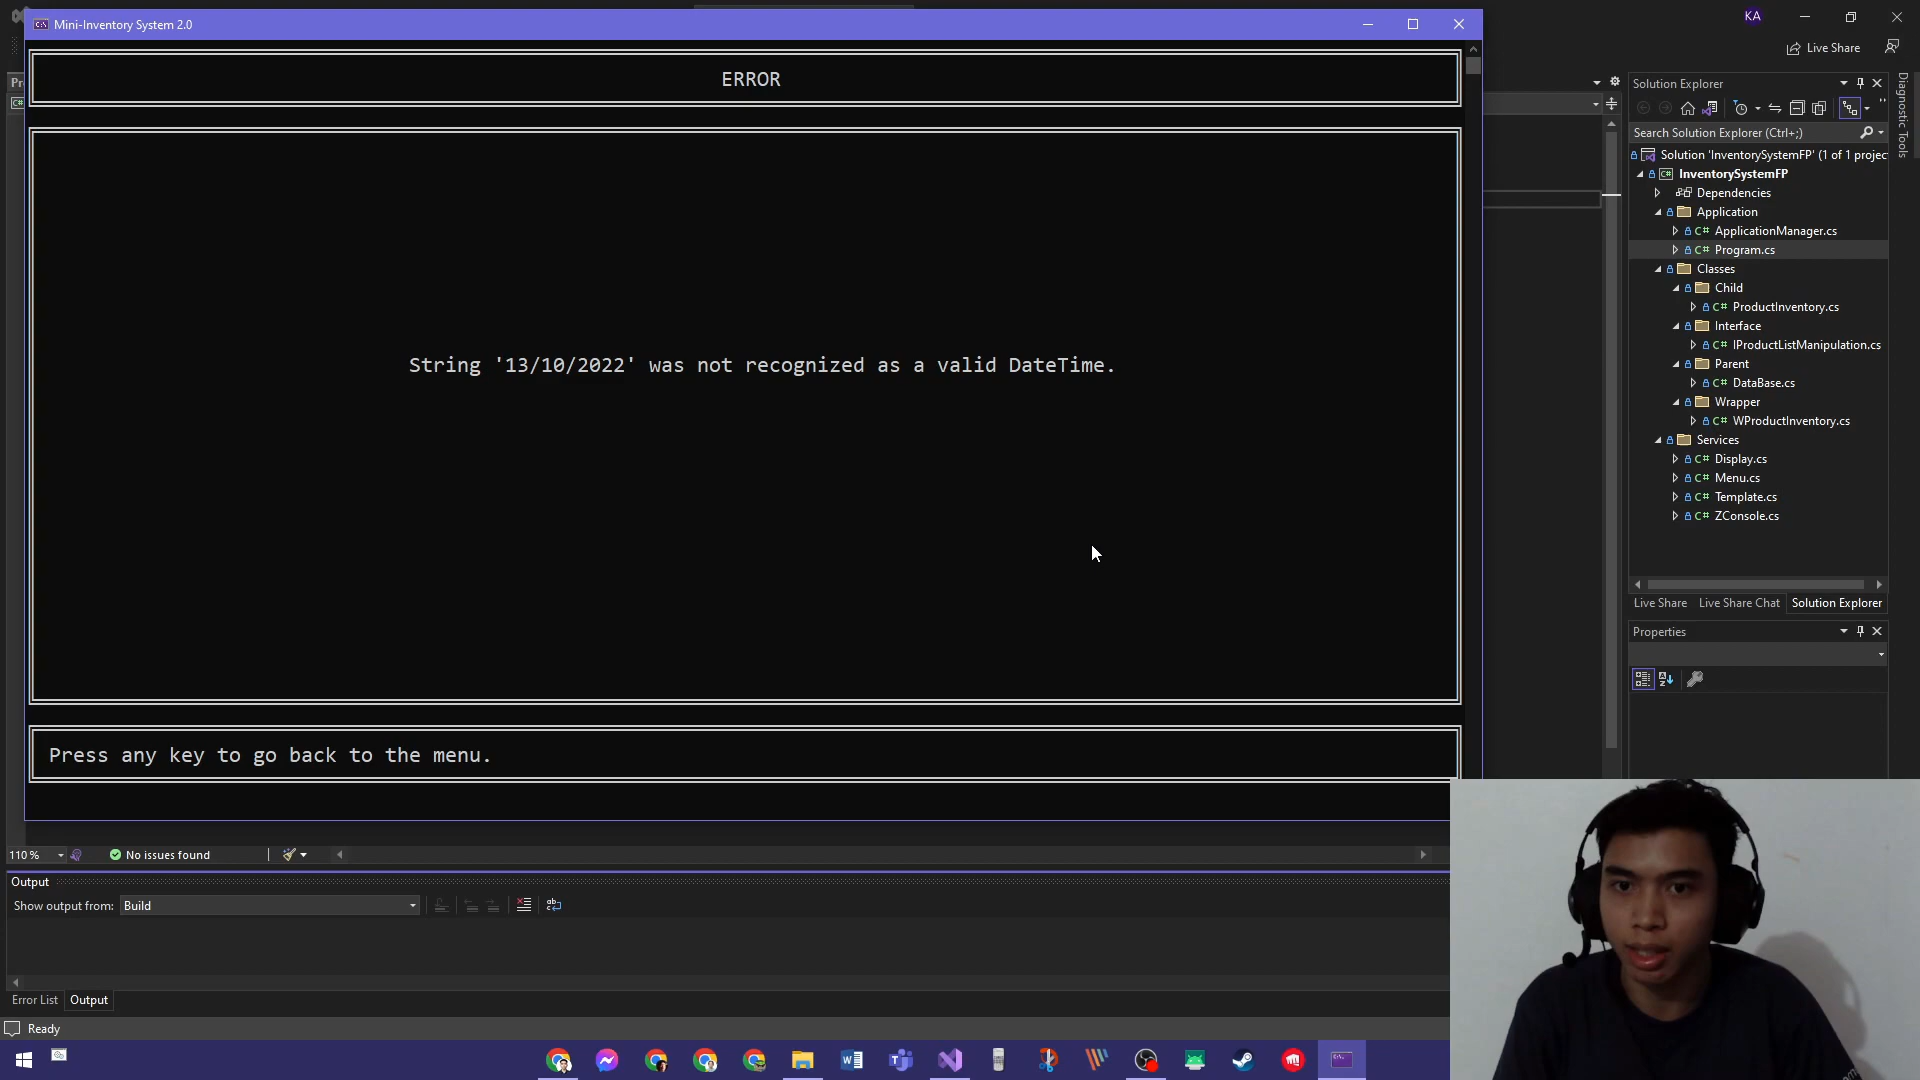 Mini-Inventory System 2.0
KA
Live Share
ERROR
String '13/10/2022' was not recognized as a valid DateTime.
Press any key to go back to the menu.
Pr
Solution Explorer
Search Solution Explorer (Ctrl+;)
Solution 'InventorySystemFP' (1 of 1 projec
InventorySystemFP
Dependencies
Application
C# ApplicationManager.cs
C# Program.cs
Classes
Child
C# ProductInventory.cs
Interface
C# IProductListManipulation.cs
Parent
C# DataBase.cs
Wrapper
C# WProductInventory.cs
Services
C# Display.cs
C# Menu.cs
C# Template.cs
C# ZConsole.cs
Live Share
Live Share Chat
Solution Explorer
Properties
Diagnostic Tools
110 %
No issues found
Output
Show output from:
Build
Error List
Output
Ready